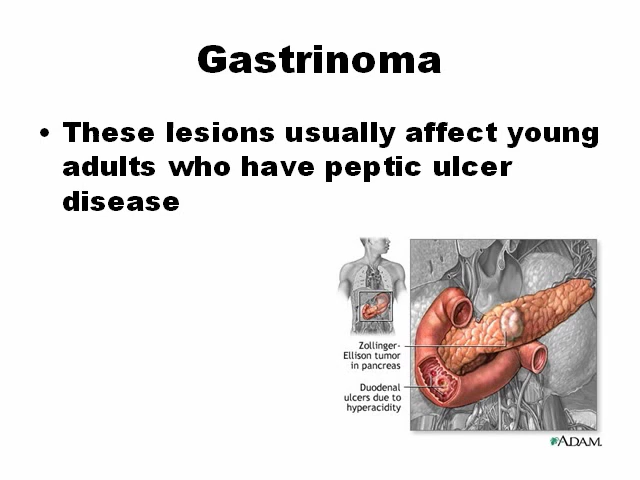 Gastrinoma
• These lesions usually affect young
adults who have peptic ulcer
disease
Zollinger-
Ellison tumor
in pancreas
Duodenal
ulcers due to
hyperacidity
ADAM.